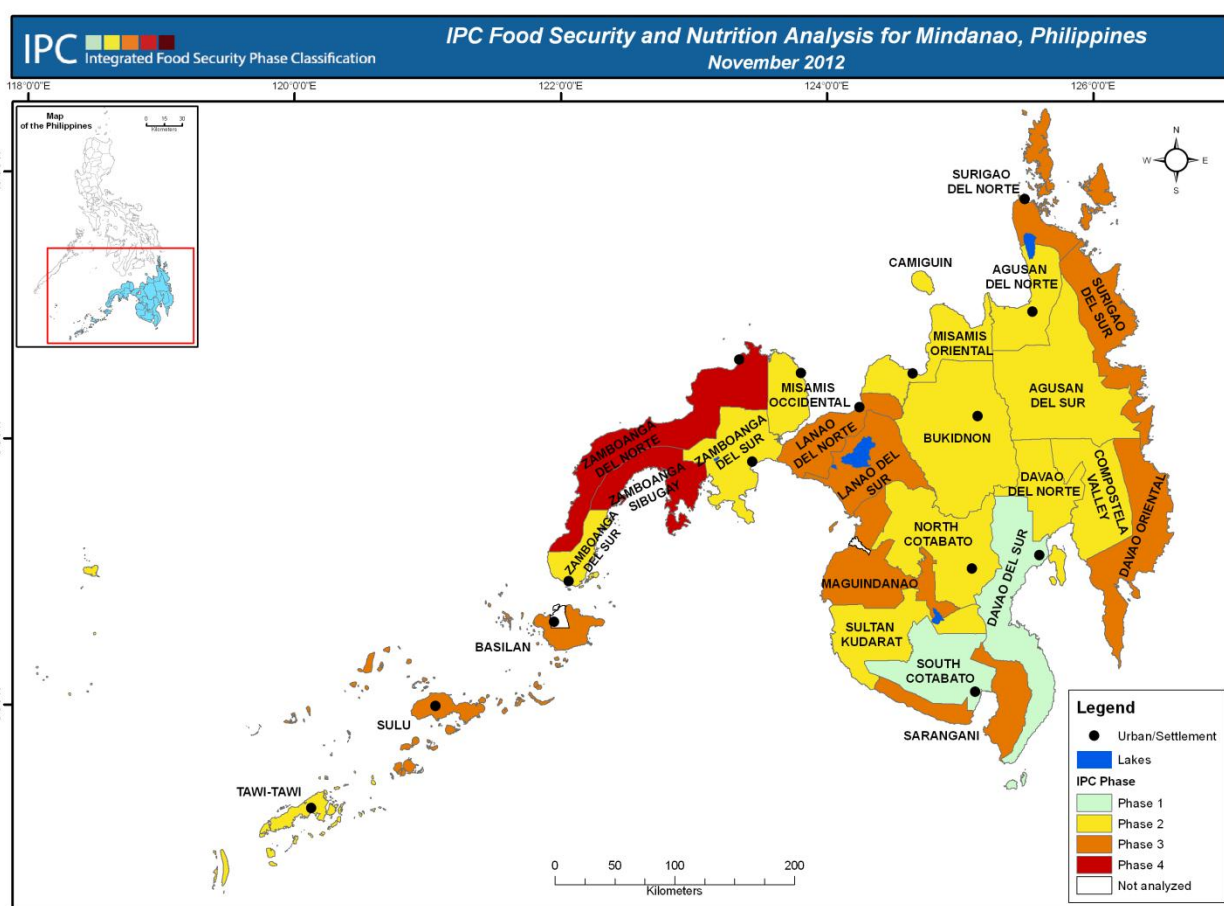 IPC Integrated Food Security Phase Classification
IPC Food Security and Nutrition Analysis for Mindanao, Philippines
November 2012
118°0'0"E
120°0'0"E
122°0'0"E
124°0'0"E
126°0'0"E
Map
of the Philippines
0 15 30
Kilometers
N
W E
S
SURIGAO
DEL NORTE
CAMIGUIN
AGUSAN
DEL NORTE
SURIGAO
DEL SUR
MISAMIS
ORIENTAL
MISAMIS
OCCIDENTAL
AGUSAN
DEL SUR
BUKIDNON
LANAO
DEL NORTE
ZAMBOANGA
DEL NORTE
ZAMBOANGA
DEL SUR
LANAO DEL
SUR
ZAMBOANGA
SIBUGAY
DAVAO
DEL NORTE
COMPOSTELA
VALLEY
ZAMBOANGA
DEL SUR
NORTH
COTABATO
DAVAO ORIENTAL
DAVAO DEL SUR
MAGUINDANAO
SULTAN
KUDARAT
BASILAN
SOUTH
COTABATO
SULU
SARANGANI
TAWI-TAWI
Legend
Urban/Settlement
Lakes
IPC Phase
Phase 1
Phase 2
Phase 3
Phase 4
Not analyzed
0 50 100 200
Kilometers